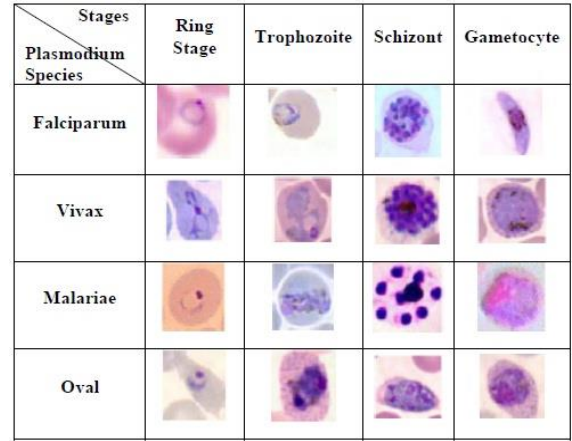 Stages
Plasmodium
Species
Ring
Stage
Trophozoite
Schizont
Gametocyte
Falciparum
Vivax
Malariae
Oval